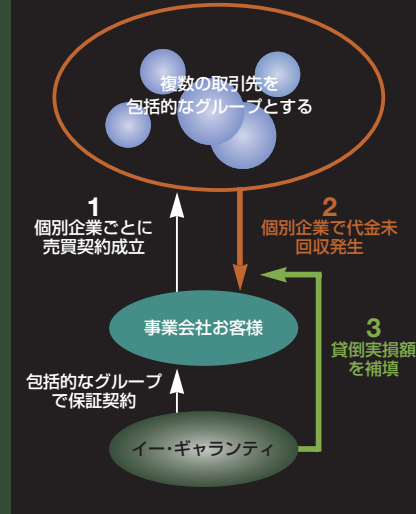 複数の取引先を
包括的なグループとする
1
個別企業ごとに
売買契約成立
2
個別企業で代金未
回収発生
事業会社お客様
3
貸倒実損額
を補填
包括的なグループ
で保証契約
イー・ギャランティ